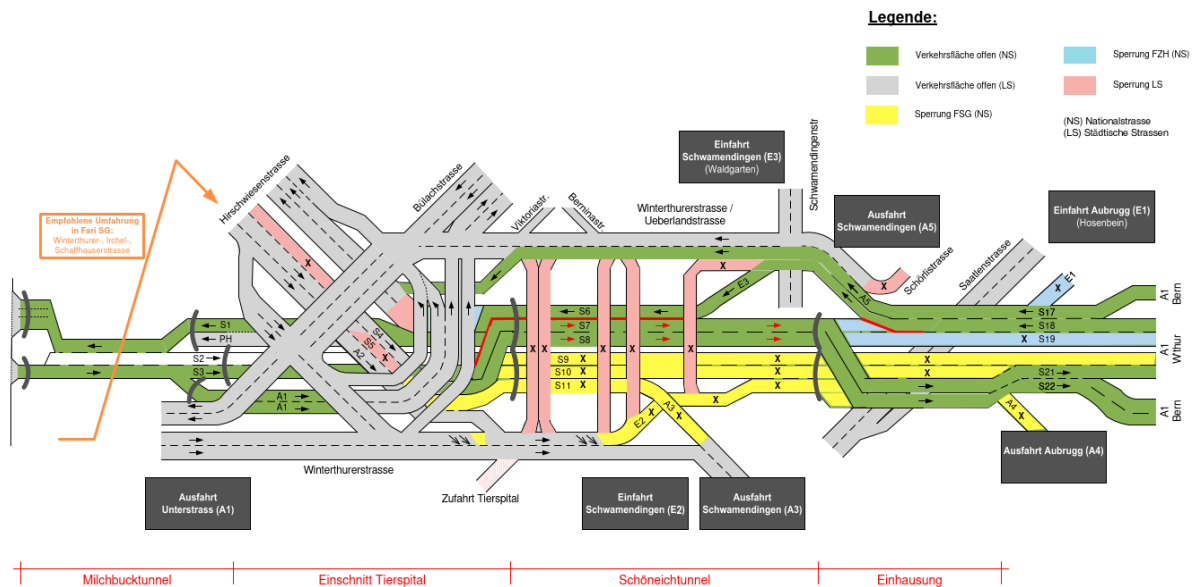 Legende:
Verkehrsfläche offen (NS)
Sperrung FZH (NS)
Verkehrsfläche offen (LS)
Sperrung LS
Sperrung FSG (NS)
(NS) Nationalstrasse
(LS) Städtische Strassen
Einfahrt
Schwamendingen (E3)
(Waldgarten)
Schwamendingenstr
Hirschwiesenstrasse
Bülachstrasse
Viktoriastr.
Berninastr
Winterthurerstrasse /
Ueberlandstrasse
Ausfahrt
Schwamendingen (A5)
Einfahrt Aubrugg (E1)
(Hosenbein)
Empfohlene Umfahrung
in Fari SG:
Winterthurer-, Irchel-,
Schaffhauserstrasse
Schörlistrasse
Saatlenstrasse
E1
A1
Bern
E3
A5
S1
PH
S2
S3
S4
S5
A2
X
X
S6
S7
S8
X
X
X
X
X
X
S17
S18
S19
X
A1
W'thur
S9
S10
S11
X
X
X
X
X
X
S21
S22
A1
A1
E2
X
A3
X
X
A4
X
A1
Bern
Winterthurerstrasse
Zufahrt Tierspital
Ausfahrt
Unterstrass (A1)
Einfahrt
Schwamendingen (E2)
Ausfahrt
Schwamendingen (A3)
Ausfahrt Aubrugg (A4)
Milchbucktunnel
Einschnitt Tierspital
Schöneichtunnel
Einhausung